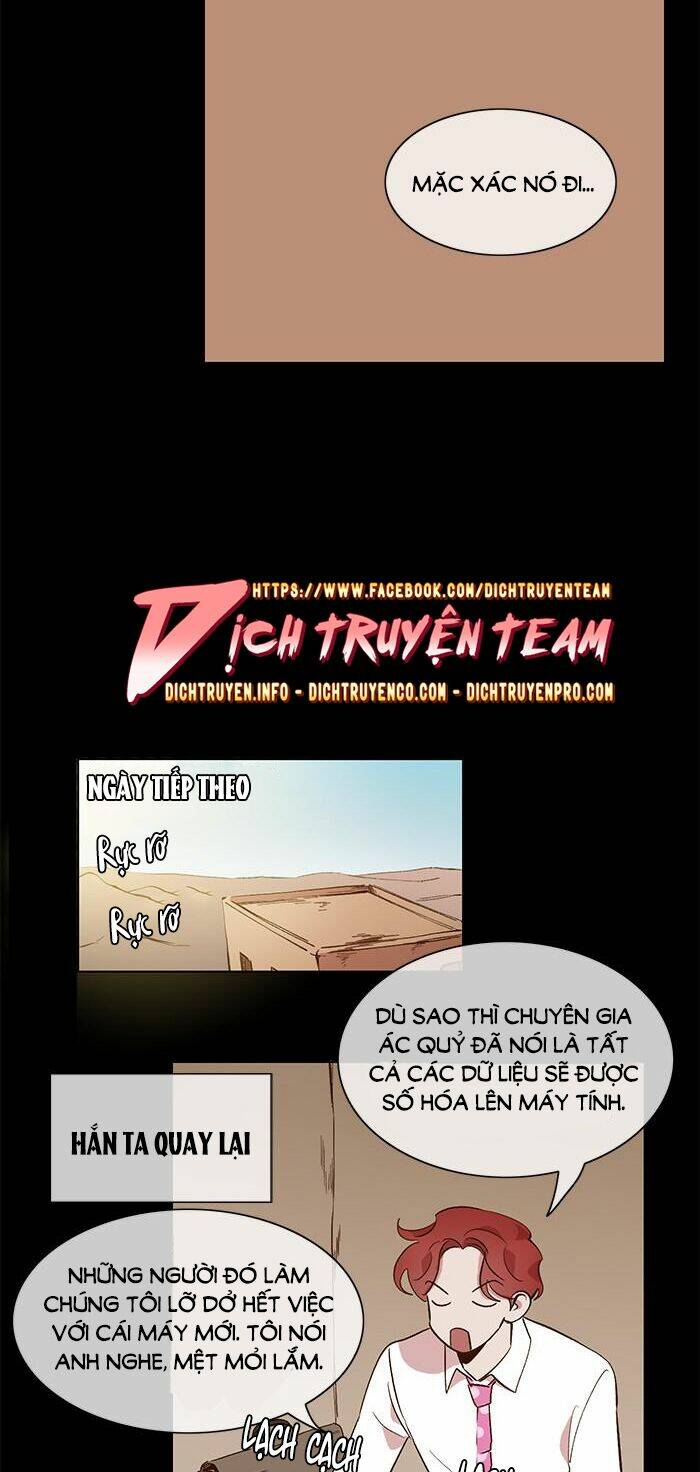 MẶC XÁC NÓ ĐI...
HTTPS://WWW.FACEBOOK.COM/DICHTRUYENTEAM
DỊCH TRUYỆN TEAM
DICHTRUYEN.INFO - DICHTRUYENCO.COM - DICHTRUYENPRO.COM
NGÀY TIẾP THEO
RỰC RỠ
RỰC RỠ
DÙ SAO THÌ CHUYÊN GIA
ÁC QUỶ ĐÃ NÓI LÀ TẤT
CẢ CÁC DỮ LIỆU SẼ ĐƯỢC
SỐ HÓA LÊN MÁY TÍNH.
HẮN TA QUAY LẠI
NHỮNG NGƯỜI ĐÓ LÀM
CHÚNG TÔI LỠ DỞ HẾT VIỆC
VỚI CÁI MÁY MỚI. TÔI NÓI
ANH NGHE, MỆT MỎI LẮM.
LẠCH CẠCH